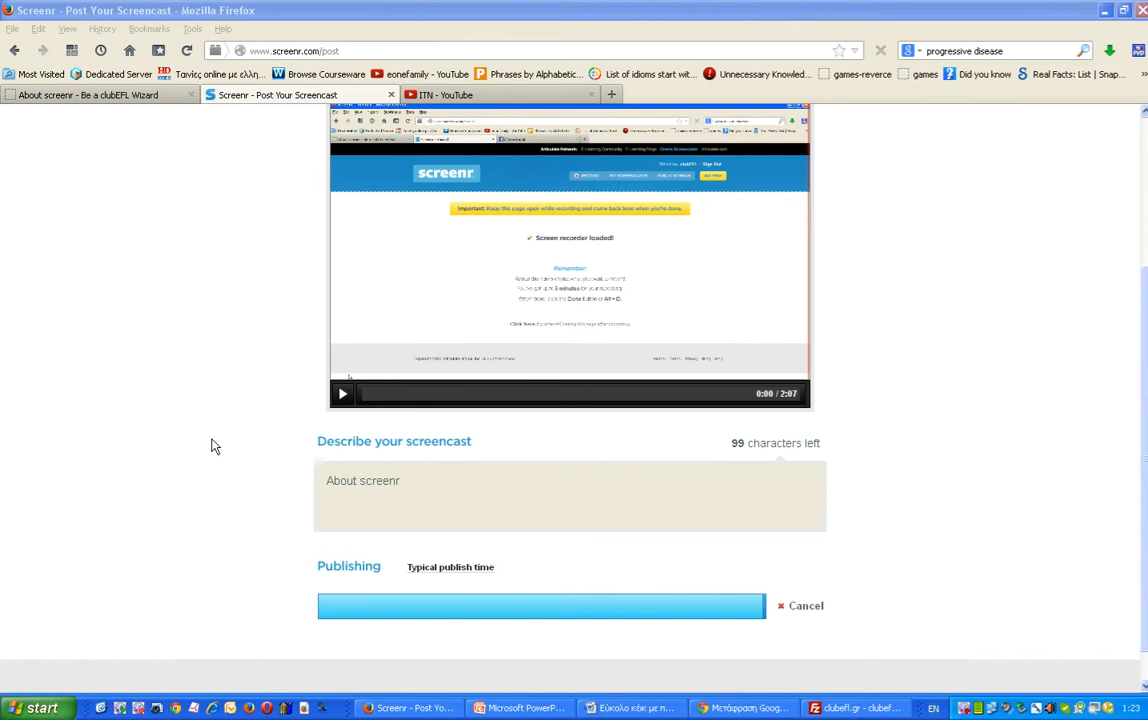 Screenr - Post Your Screencast - Mozilla Firefox
File Edit View History Bookmarks Tools Help
www.screenr.com/post
progressive disease
Most Visited Dedicated Server Ταινίες online με ελλην... Browse Courseware eonefamily - YouTube Phrases by Alphabetic... List of idioms start wit... Unnecessary Knowled... games-reverce games Did you know Real Facts: List | Snap...
About screenr - Be a clubEFL Wizard
Screenr - Post Your Screencast
ITN - YouTube
screenr
Sign Out
Important: Keep this page open while recording and come back here when you're done.
Screen recorder loaded!
Remember:
0:00 / 2:07
Describe your screencast
99 characters left
About screenr
Publishing Typical publish time
Cancel
start
Screenr - Post Yo...
Microsoft PowerP...
Εύκολο κέικ με π...
Μετάφραση Goog...
clubefl.gr - clubef...
EN
1:23